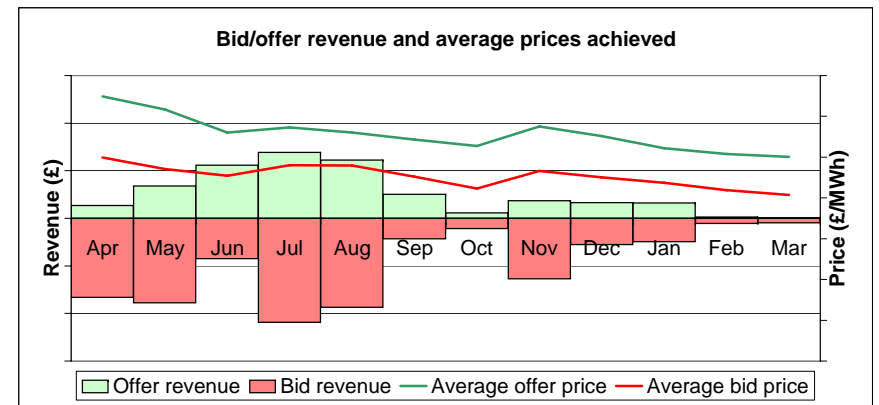 Bid/offer revenue and average prices achieved
Revenue (£)
Price (£/MWh)
Apr May Jun Jul Aug Sep Oct Nov Dec Jan Feb Mar
Offer revenue Bid revenue Average offer price Average bid price